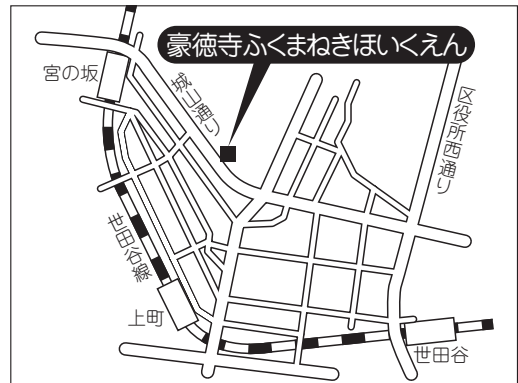 豪徳寺ふくまねきほいくえん
宮の坂
城山通り
区役所西通り
世田谷線
上町
世田谷